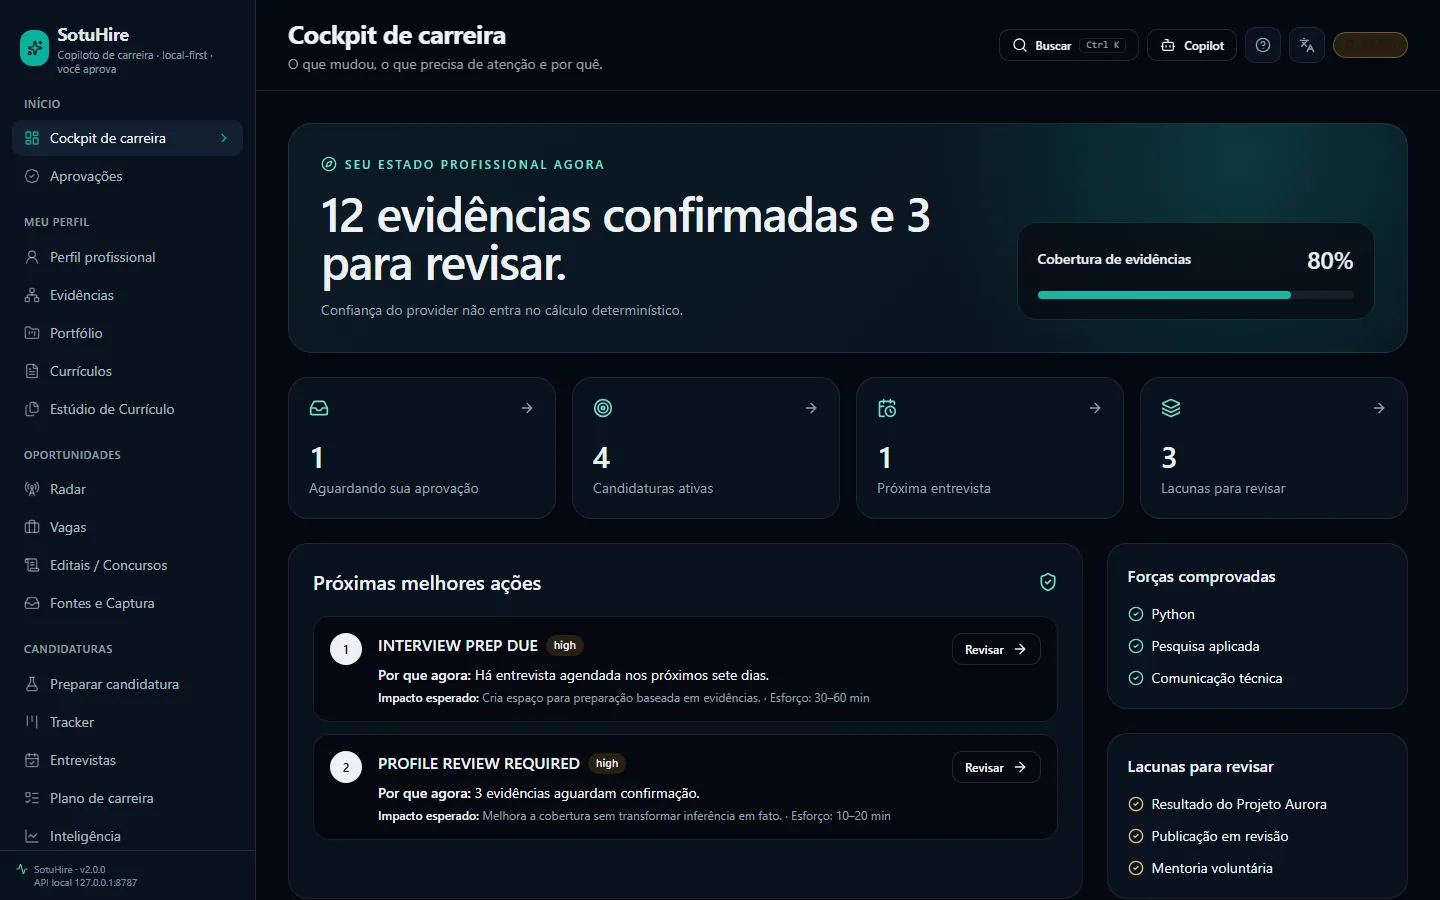 SotuHire
Copiloto de carreira · local-first ·
você aprova
INÍCIO
Cockpit de carreira
Aprovações
MEU PERFIL
Perfil profissional
Evidências
Portfólio
Currículos
Estúdio de Currículo
OPORTUNIDADES
Radar
Vagas
Editais / Concursos
Fontes e Captura
CANDIDATURAS
Preparar candidatura
Tracker
Entrevistas
Plano de carreira
Inteligência
SotuHire · v2.0.0
API local 127.0.0.1:8787
Cockpit de carreira
O que mudou, o que precisa de atenção e por quê.
Buscar Ctrl K
Copilot
SEU ESTADO PROFISSIONAL AGORA
12 evidências confirmadas e 3
para revisar.
Confiança do provider não entra no cálculo determinístico.
Cobertura de evidências 80%
1
Aguardando sua aprovação
4
Candidaturas ativas
1
Próxima entrevista
3
Lacunas para revisar
Próximas melhores ações
1 INTERVIEW PREP DUE high
Por que agora: Há entrevista agendada nos próximos sete dias.
Impacto esperado: Cria espaço para preparação baseada em evidências. · Esforço: 30–60 min
Revisar
2 PROFILE REVIEW REQUIRED high
Por que agora: 3 evidências aguardam confirmação.
Impacto esperado: Melhora a cobertura sem transformar inferência em fato. · Esforço: 10–20 min
Revisar
Forças comprovadas
Python
Pesquisa aplicada
Comunicação técnica
Lacunas para revisar
Resultado do Projeto Aurora
Publicação em revisão
Mentoria voluntária